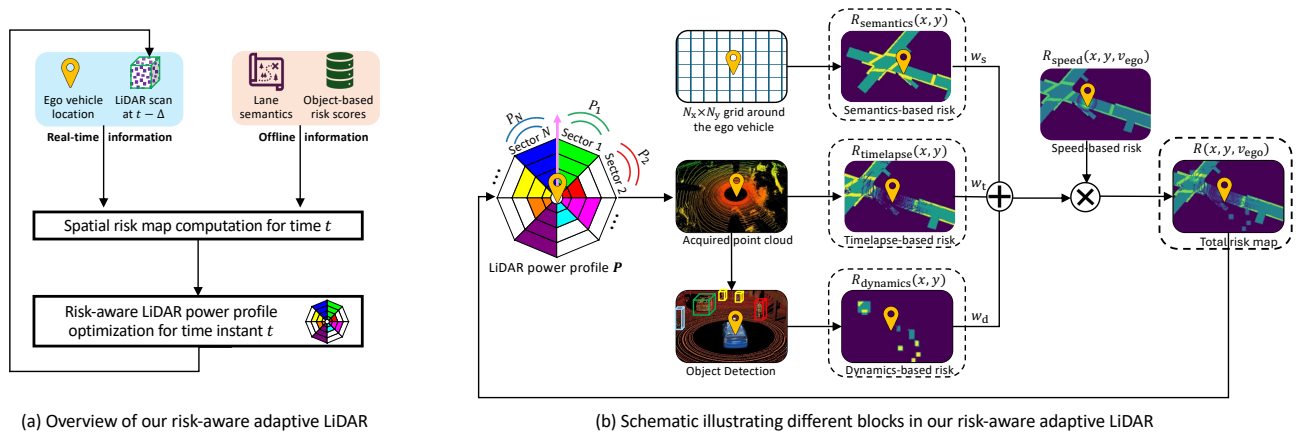 Ego vehicle
location
LiDAR scan
at t − Δ
Lane
semantics
Object-based
risk scores
Real-time information
Offline information
Spatial risk map computation for time t
Risk-aware LiDAR power profile
optimization for time instant t
(a) Overview of our risk-aware adaptive LiDAR
P_N
P_1
P_2
Sector N
Sector 1
Sector 2
...
...
LiDAR power profile P
N_x×N_y grid around
the ego vehicle
Acquired point cloud
Object Detection
R_semantics(x, y)
Semantics-based risk
w_s
R_timelapse(x, y)
Timelapse-based risk
w_t
R_dynamics(x, y)
Dynamics-based risk
w_d
R_speed(x, y, v_ego)
Speed-based risk
R(x, y, v_ego)
Total risk map
(b) Schematic illustrating different blocks in our risk-aware adaptive LiDAR